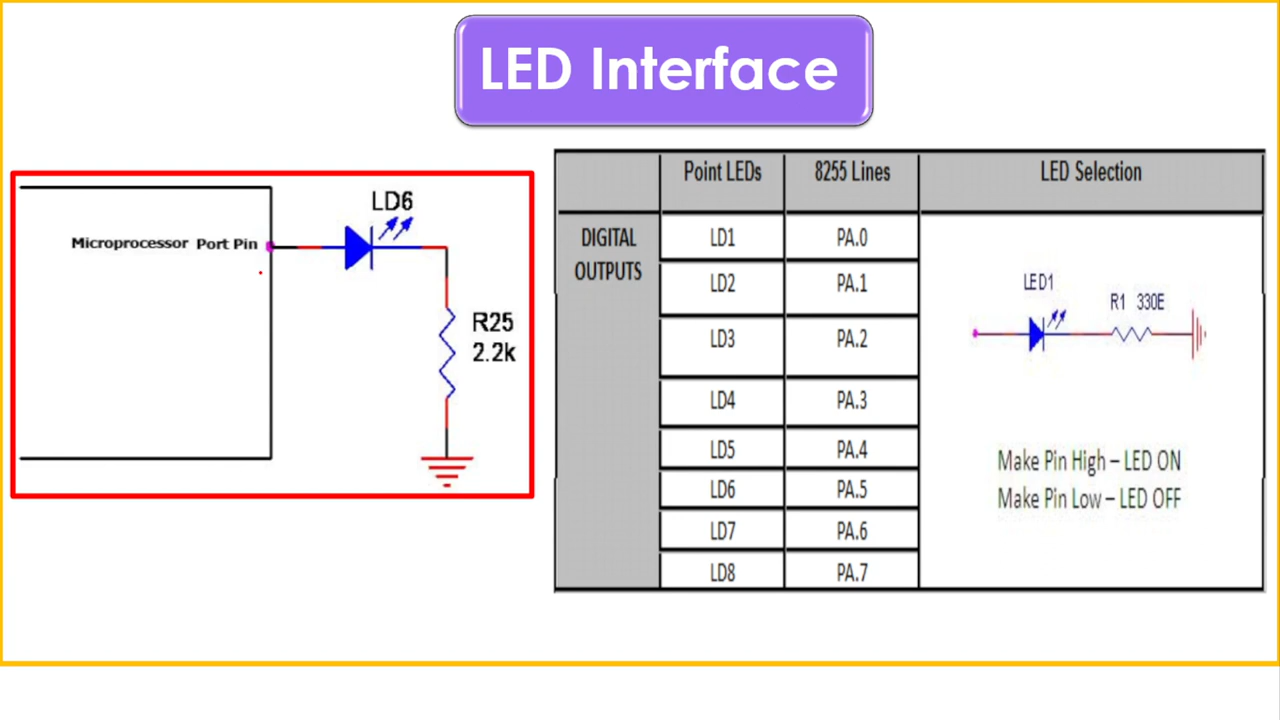 LED Interface
LD6
Microprocessor Port Pin
R25
2.2k
Point LEDs 8255 Lines LED Selection
DIGITAL OUTPUTS
LD1 PA.0
LD2 PA.1
LD3 PA.2
LD4 PA.3
LD5 PA.4
LD6 PA.5
LD7 PA.6
LD8 PA.7
LED1
R1 330E
Make Pin High – LED ON
Make Pin Low – LED OFF